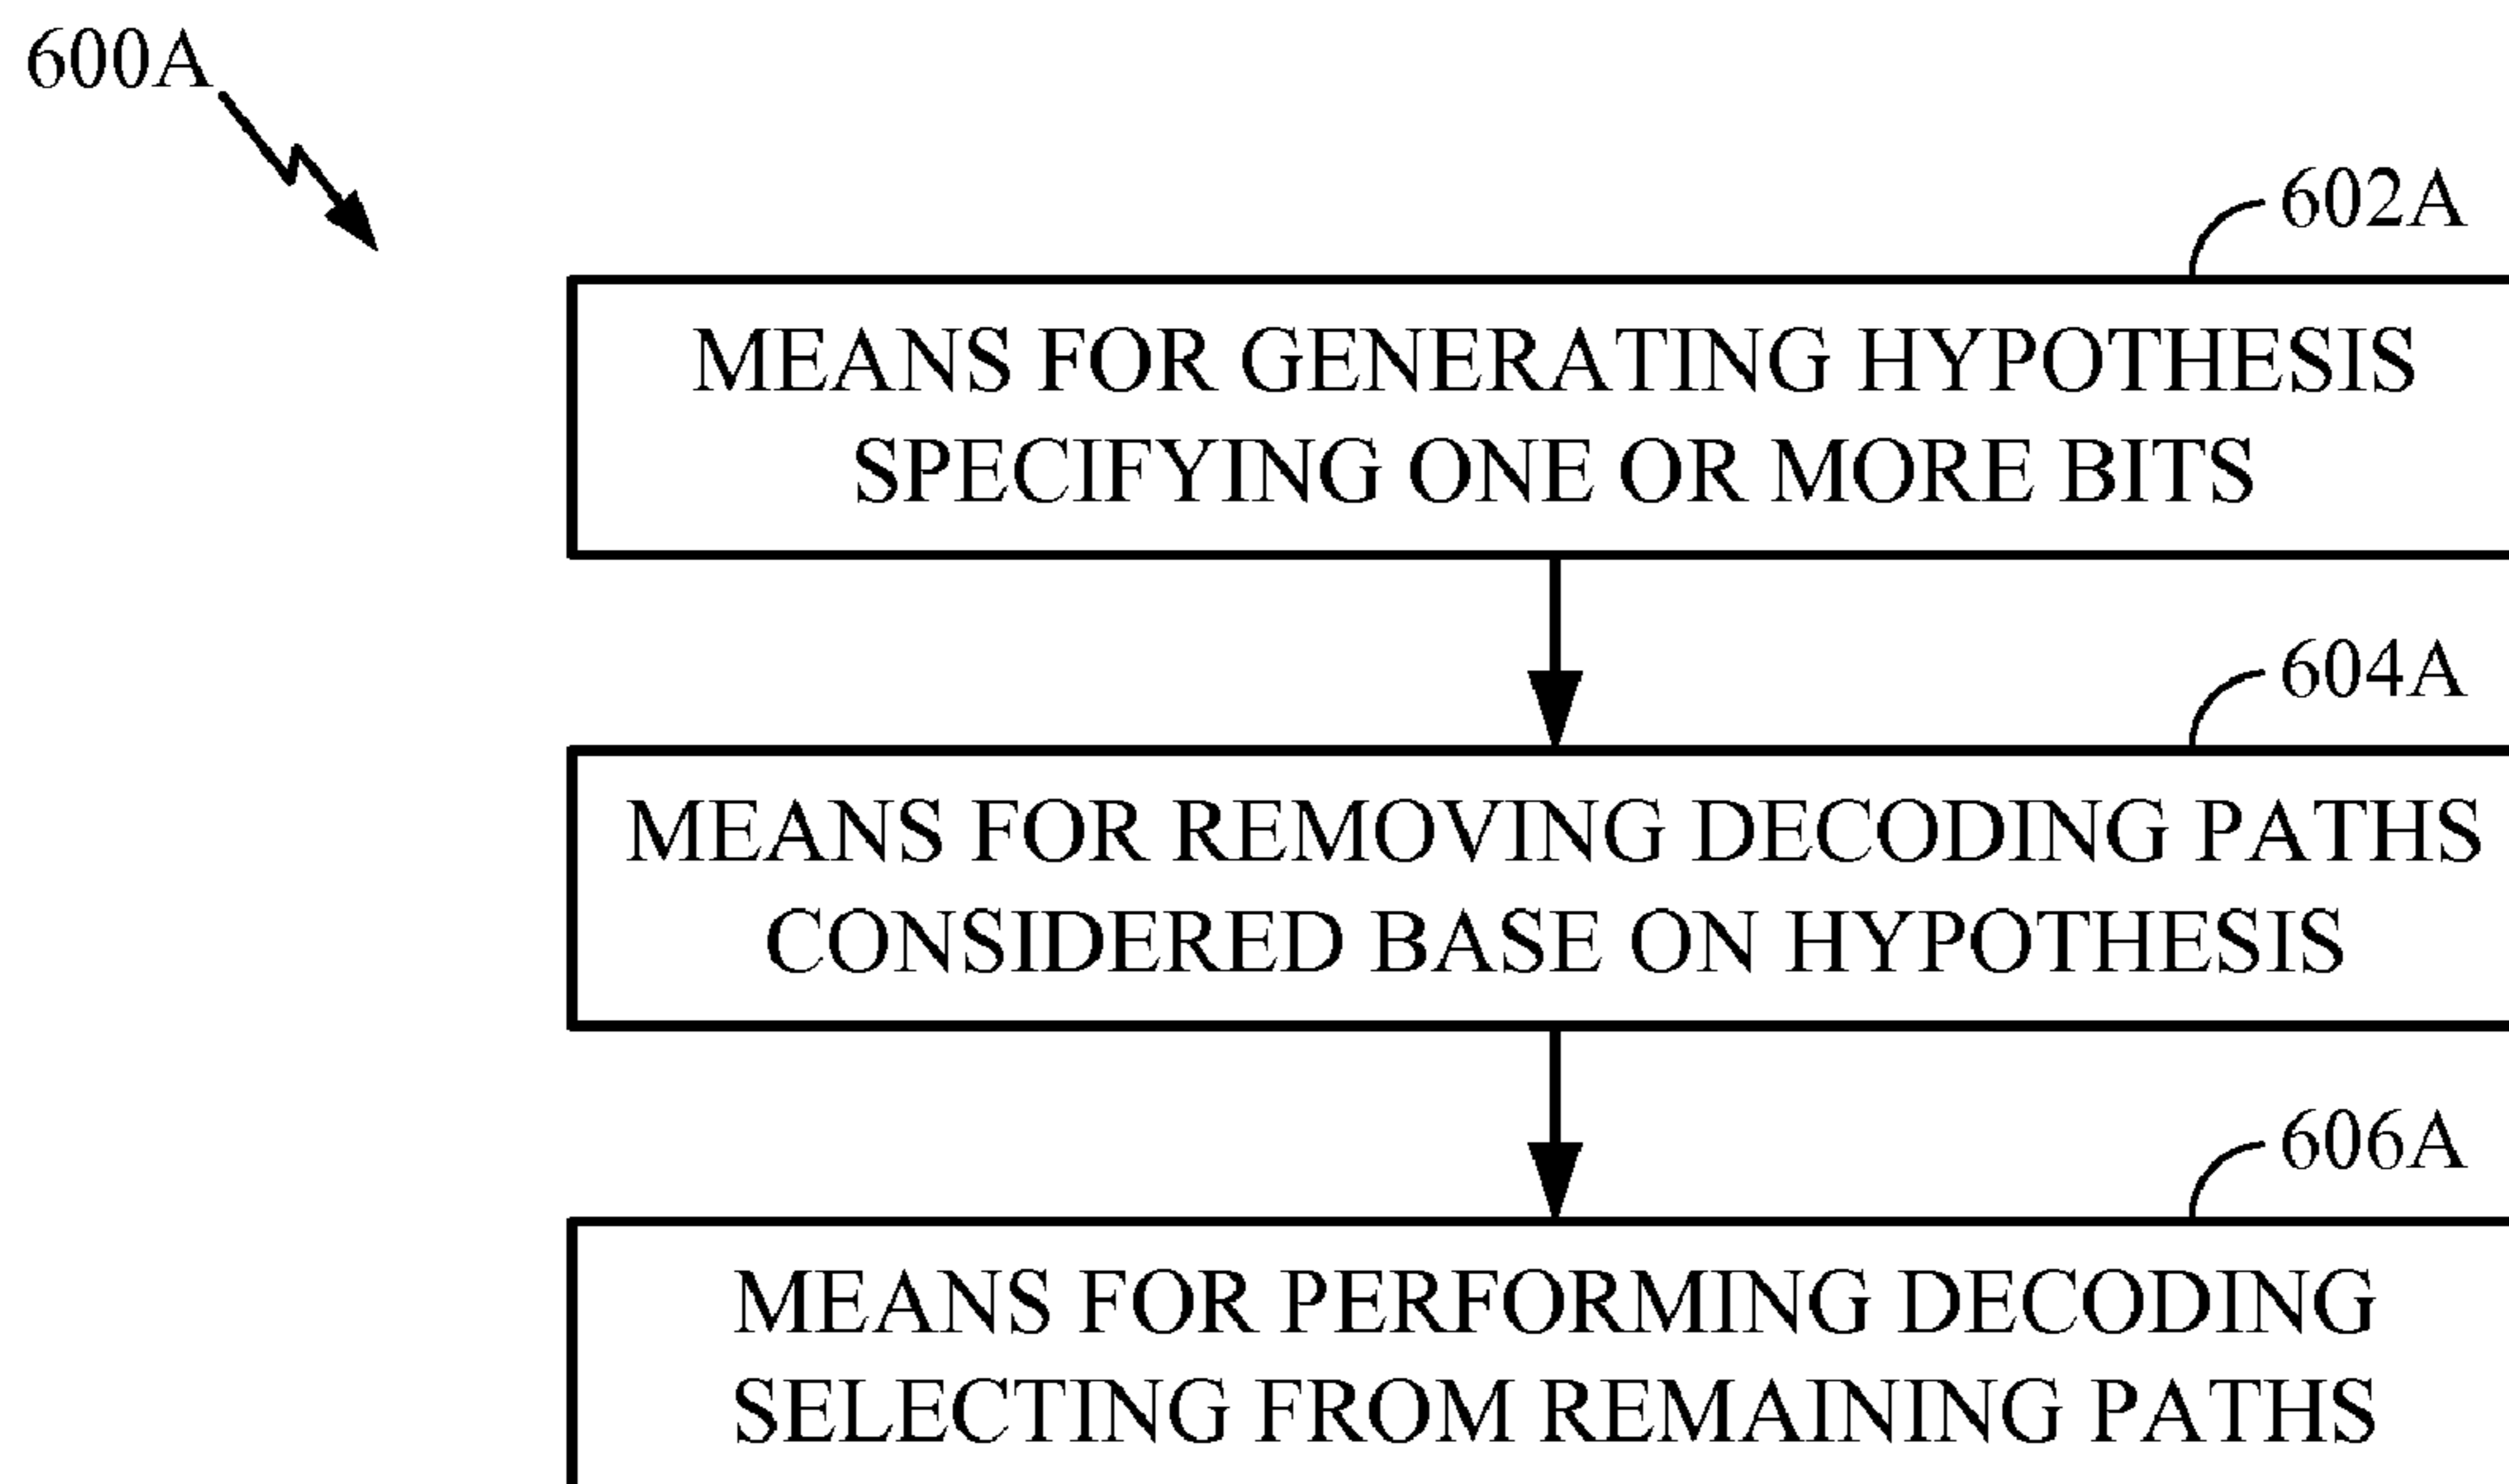 600A
602A
MEANS FOR GENERATING HYPOTHESIS
SPECIFYING ONE OR MORE BITS
604A
MEANS FOR REMOVING DECODING PATHS
CONSIDERED BASE ON HYPOTHESIS
606A
MEANS FOR PERFORMING DECODING
SELECTING FROM REMAINING PATHS